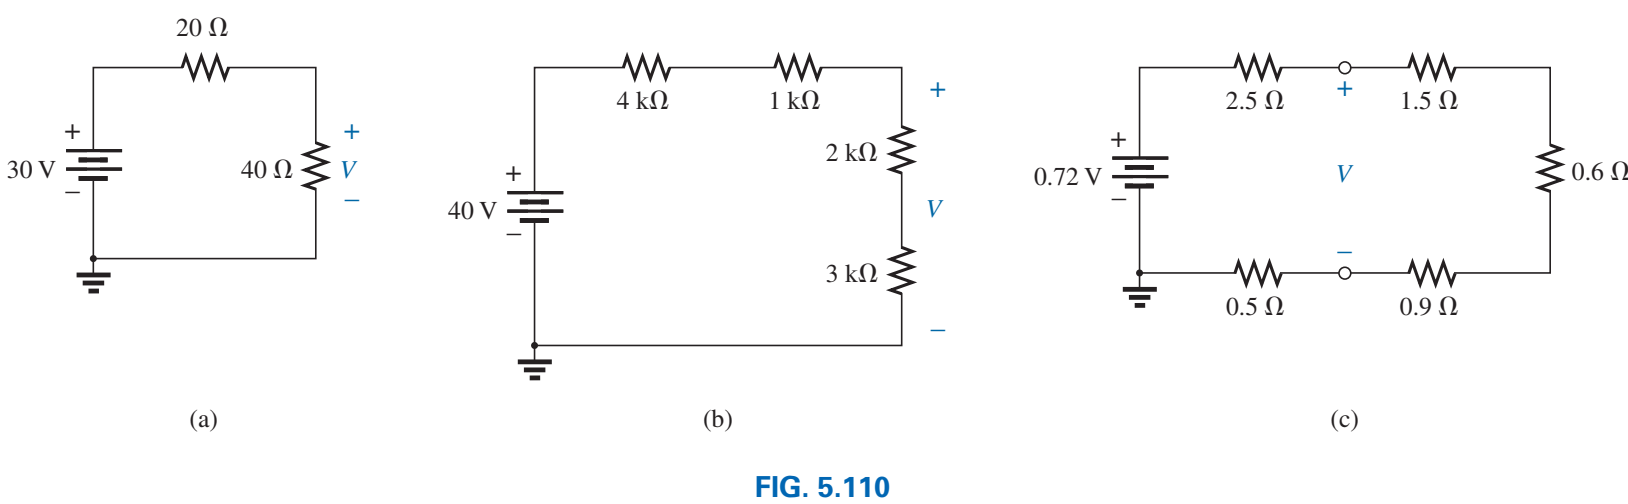 20 Ω
+
30 V
−
40 Ω
+
V
−
(a)
4 kΩ
1 kΩ
+
40 V
−
2 kΩ
3 kΩ
+
V
−
(b)
2.5 Ω
1.5 Ω
+
0.72 V
−
+
V
−
0.6 Ω
0.5 Ω
0.9 Ω
(c)
FIG. 5.110